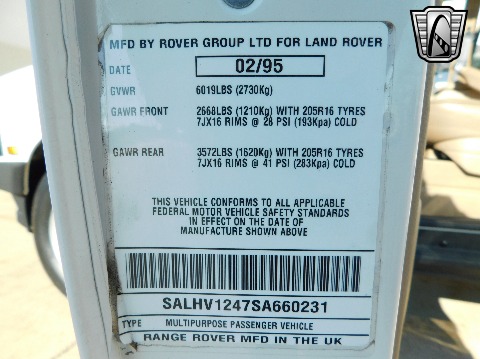 MFD BY ROVER GROUP LTD FOR LAND ROVER
DATE 02/95
GVWR 6019LBS (2730Kg)
GAWR FRONT 2668LBS (1210Kg) WITH 205R16 TYRES
7JX16 RIMS @ 28 PSI (193Kpa) COLD
GAWR REAR 3572LBS (1620Kg) WITH 205R16 TYRES
7JX16 RIMS @ 41 PSI (283Kpa) COLD
THIS VEHICLE CONFORMS TO ALL APPLICABLE
FEDERAL MOTOR VEHICLE SAFETY STANDARDS
IN EFFECT ON THE DATE OF
MANUFACTURE SHOWN ABOVE
SALHV1247SA660231
TYPE MULTIPURPOSE PASSENGER VEHICLE
RANGE ROVER MFD IN THE UK